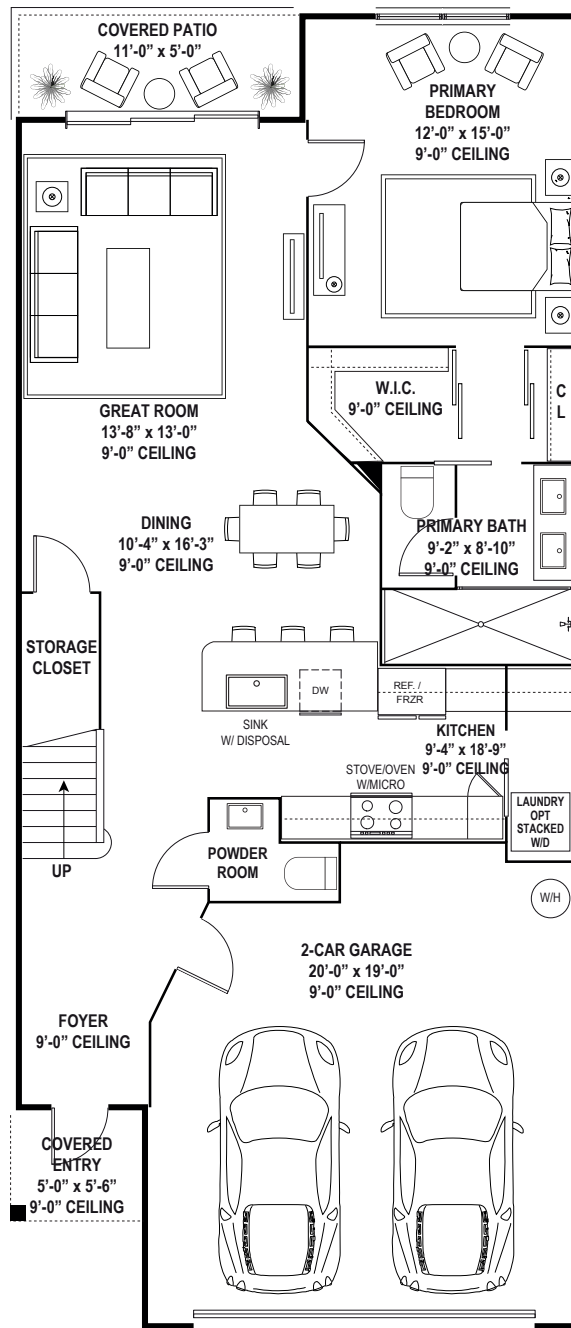 COVERED PATIO
11’-0” x 5’-0”
PRIMARY
BEDROOM
12’-0” x 15’-0”
9’-0” CEILING
W.I.C.
9’-0” CEILING
C
L
GREAT ROOM
13’-8” x 13’-0”
9’-0” CEILING
DINING
10’-4” x 16’-3”
9’-0” CEILING
PRIMARY BATH
9’-2” x 8’-10”
9’-0” CEILING
STORAGE
CLOSET
DW
REF. /
FRZR
SINK
W/ DISPOSAL
KITCHEN
9’-4” x 18’-9”
9’-0” CEILING
STOVE/OVEN
W/MICRO
LAUNDRY
OPT
STACKED
W/D
UP
POWDER
ROOM
W/H
2-CAR GARAGE
20’-0” x 19’-0”
9’-0” CEILING
FOYER
9’-0” CEILING
COVERED
ENTRY
5’-0” x 5’-6”
9’-0” CEILING